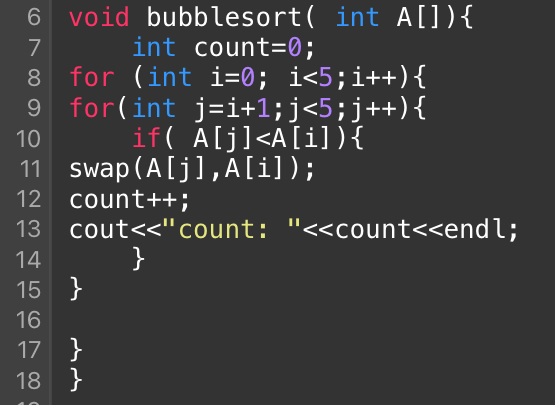 6 void bubblesort( int A[]){
7     int count=0;
8 for (int i=0; i<5;i++){
9 for(int j=i+1;j<5;j++){
10     if( A[j]<A[i]){
11 swap(A[j],A[i]);
12 count++;
13 cout<<"count: "<<count<<endl;
14     }
15 }
16
17 }
18 }